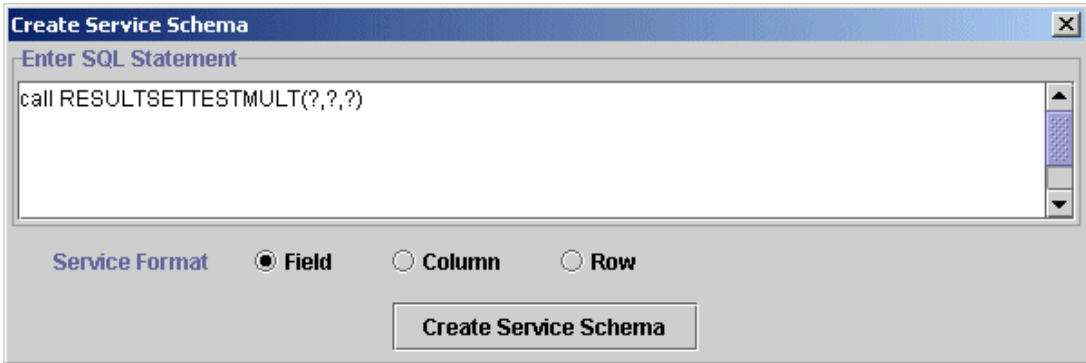 Create Service Schema
Enter SQL Statement
call RESULTSETTESTMULT(?,?,?)
Service Format Field Column Row
Create Service Schema